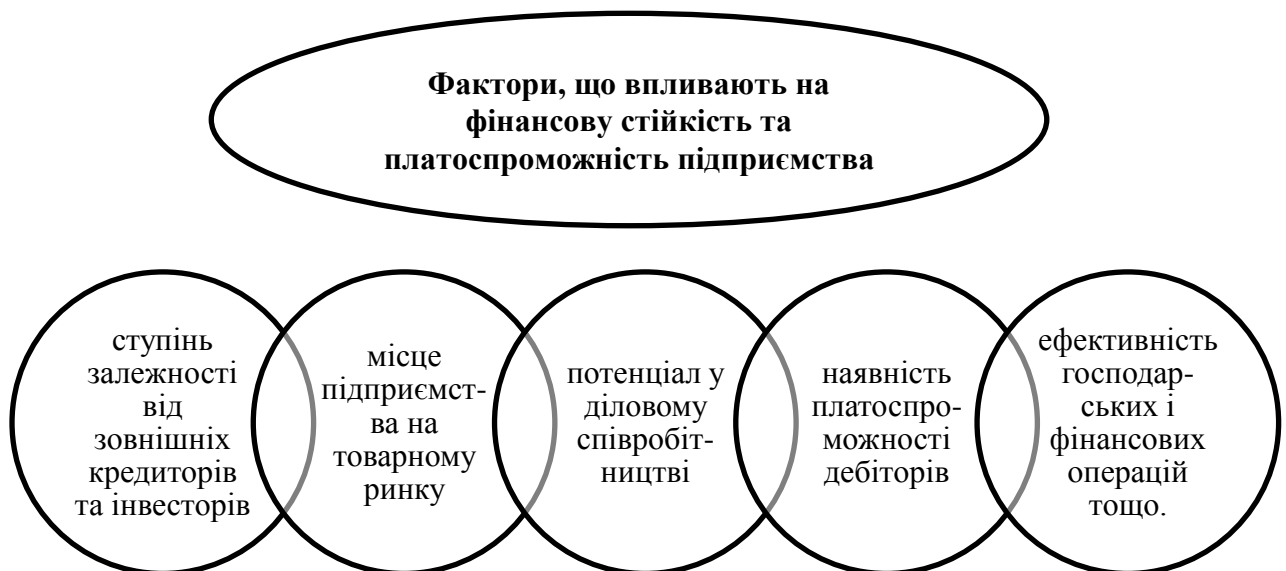 Фактори, що впливають на
фінансову стійкість та
платоспроможність підприємства
ступінь
залежності
від
зовнішніх
кредиторів
та інвесторів
місце
підприємст-
ва на
товарному
ринку
потенціал у
діловому
співробіт-
ництві
наявність
платоспро-
можності
дебіторів
ефективність
господар-
ських і
фінансових
операцій
тощо.